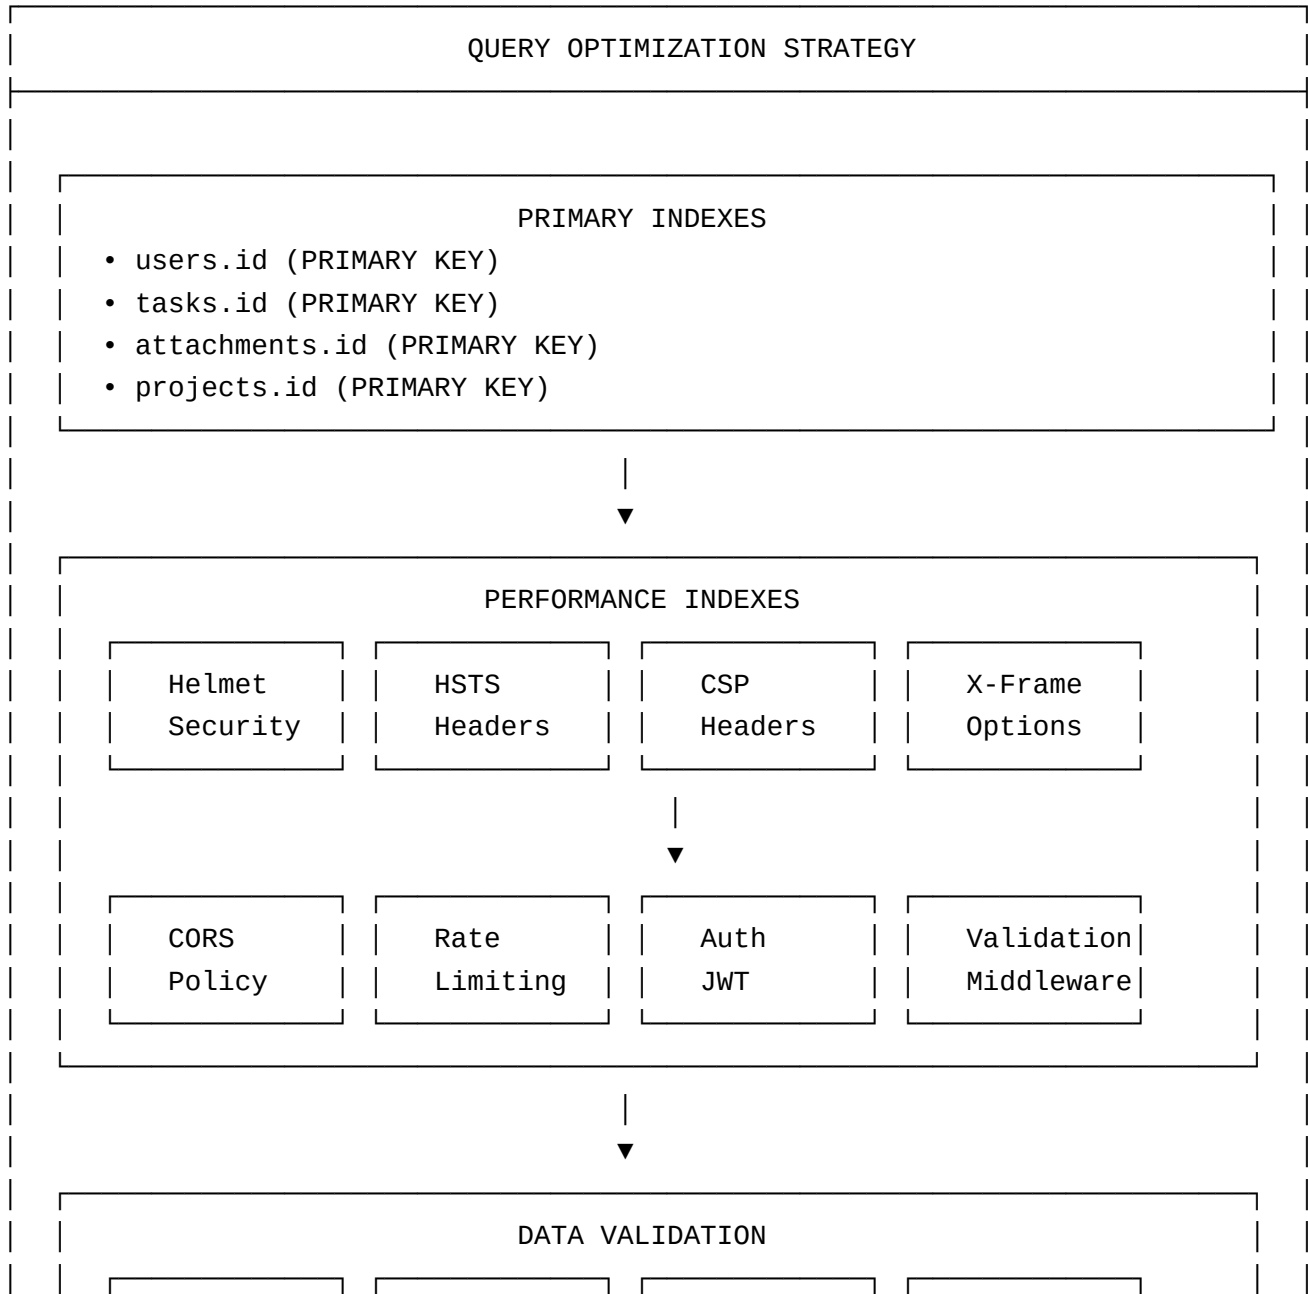 QUERY OPTIMIZATION STRATEGY
PRIMARY INDEXES
• users.id (PRIMARY KEY)
• tasks.id (PRIMARY KEY)
• attachments.id (PRIMARY KEY)
• projects.id (PRIMARY KEY)
PERFORMANCE INDEXES
Helmet HSTS CSP X-Frame
Security Headers Headers Options
CORS Rate Auth Validation
Policy Limiting JWT Middleware
DATA VALIDATION